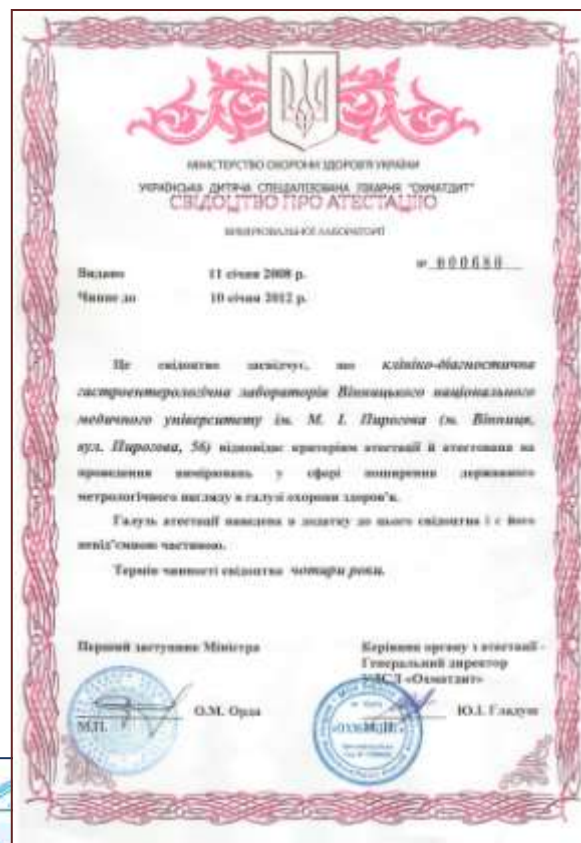 МІНІСТЕРСТВО ОХОРОНИ ЗДОРОВ'Я УКРАЇНИ
УКРАЇНСЬКА ДИТЯЧА СПЕЦІАЛІЗОВАНА ЛІКАРНЯ "ОХМАТДИТ"
СВІДОЦТВО ПРО АТЕСТАЦІЮ
ВИМІРЮВАЛЬНОЇ ЛАБОРАТОРІЇ
№ 000680
Видано 11 січня 2008 р.
Чинне до 10 січня 2012 р.
Це свідоцтво засвідчує, що клініко-діагностична
гастроентерологічна лабораторія Вінницького національного
медичного університету ім. М. І. Пирогова (м. Вінниця,
вул. Пирогова, 56) відповідає критеріям атестації й атестована на
проведення вимірювань у сфері поширення державного
метрологічного нагляду в галузі охорони здоров'я.
Галузь атестації наведена в додатку до цього свідоцтва і є його
невід'ємною частиною.
Термін чинності свідоцтва чотири роки.
Перший заступник Міністра
О.М. Орда
М.П.
Керівник органу з атестації -
Генеральний директор
УДСЛ «Охматдит»
Ю.І. Гладуш
М.П.
«ОХМАТДИТ»